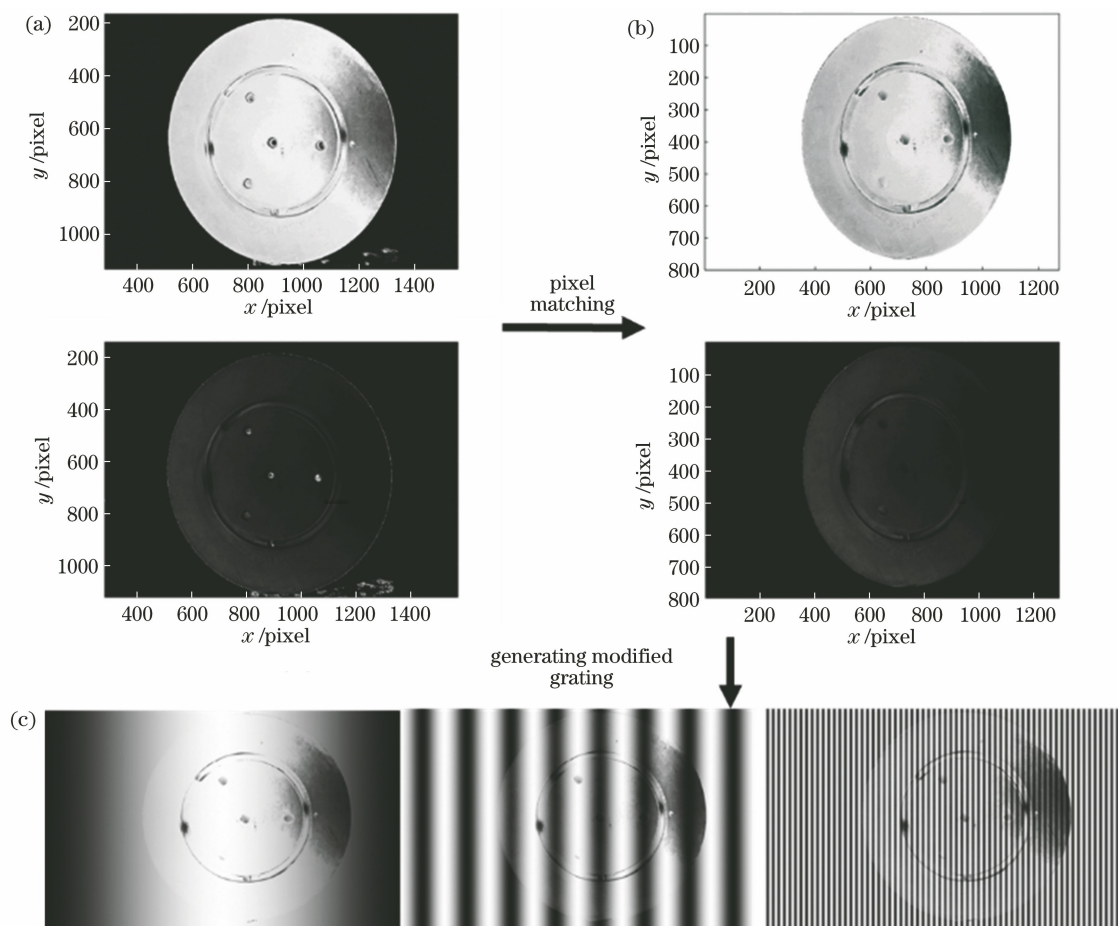 (a)
200
400
600
800
1000
y /pixel
400 600 800 1000 1200 1400
x /pixel
(b)
100
200
300
400
500
600
700
800
y /pixel
200 400 600 800 1000 1200
x /pixel
pixel
matching
200
400
600
800
1000
y /pixel
400 600 800 1000 1200 1400
x /pixel
100
200
300
400
500
600
700
800
y /pixel
200 400 600 800 1000 1200
x /pixel
generating modified
grating
(c)